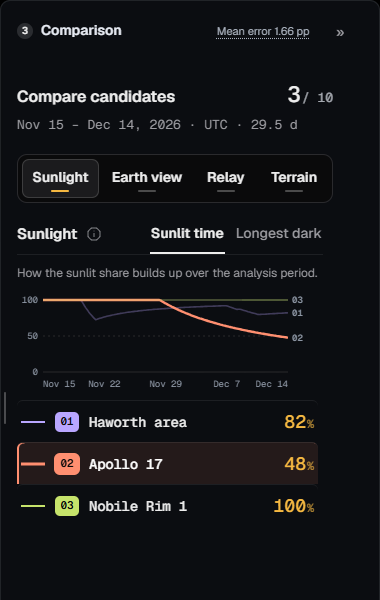 3 Comparison Mean error 1.66 pp »
Compare candidates 3 / 10
Nov 15 – Dec 14, 2026 · UTC · 29.5 d
Sunlight Earth view Relay Terrain
Sunlight Sunlit time Longest dark
How the sunlit share builds up over the analysis period.
100 03
01
50 02
0
Nov 15 Nov 22 Nov 29 Dec 7 Dec 14
01 Haworth area 82%
02 Apollo 17 48%
03 Nobile Rim 1 100%